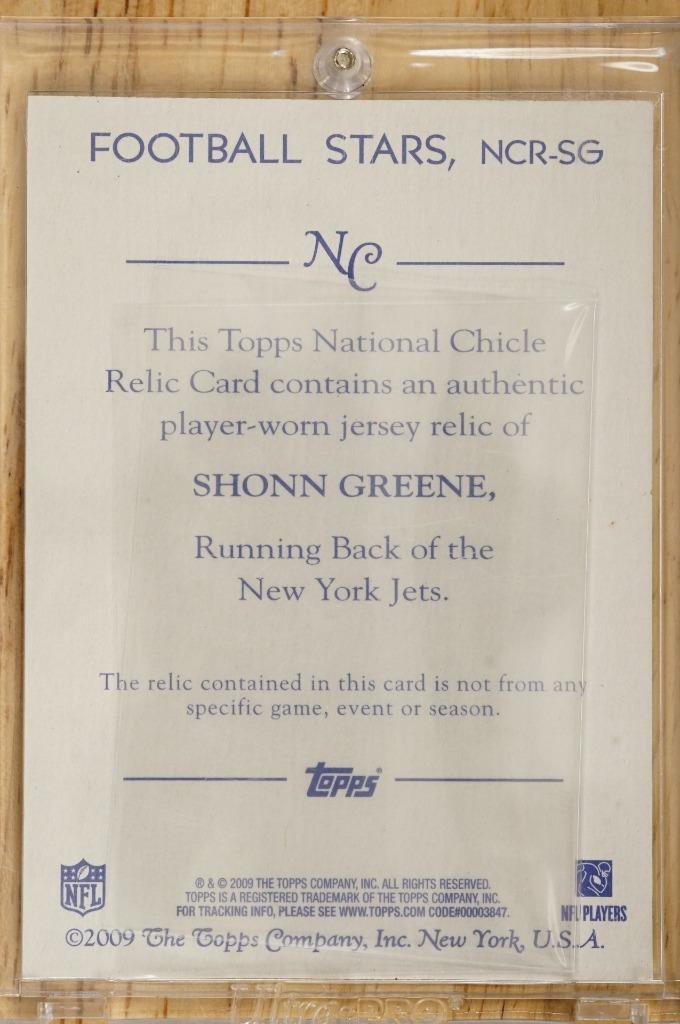 FOOTBALL STARS, NCR-SG
NC
This Topps National Chicle
Relic Card contains an authentic
player-worn jersey relic of
SHONN GREENE,
Running Back of the
New York Jets.
The relic contained in this card is not from any
specific game, event or season.
Topps®
NFL
® & © 2009 THE TOPPS COMPANY, INC. ALL RIGHTS RESERVED.
TOPPS IS A REGISTERED TRADEMARK OF THE TOPPS COMPANY, INC.
FOR TRACKING INFO, PLEASE SEE WWW.TOPPS.COM CODE#00003847.
NFL PLAYERS
©2009 The Topps Company, Inc. New York, U.S.A.
Ultra·PRO®